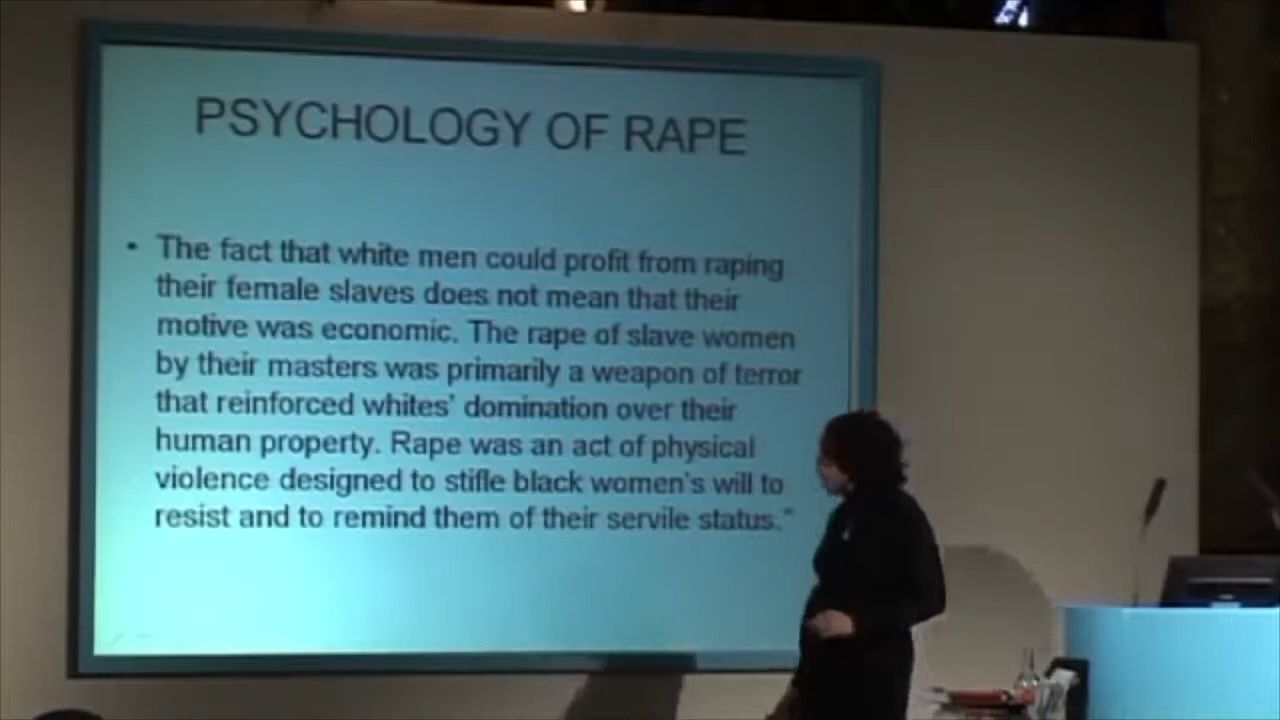 PSYCHOLOGY OF RAPE
• The fact that white men could profit from raping
their female slaves does not mean that their
motive was economic. The rape of slave women
by their masters was primarily a weapon of terror
that reinforced whites' domination over their
human property. Rape was an act of physical
violence designed to stifle black women's will to
resist and to remind them of their servile status."